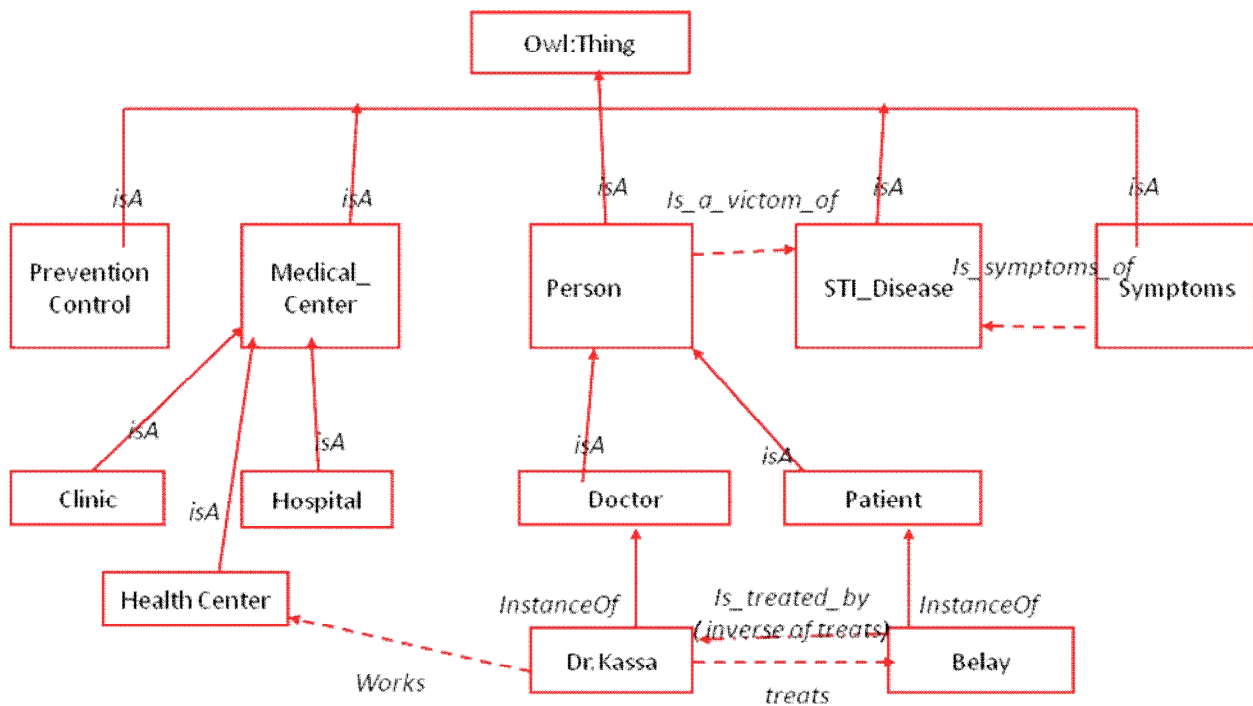 Owl:Thing
isA
isA
isA
isA
isA
Is_a_victom_of
Prevention
Control
Medical_
Center
Person
STI_Disease
Is_symptoms_of
Symptoms
isA
isA
isA
isA
isA
Clinic
Hospital
Doctor
Patient
Health Center
InstanceOf
Is_treated_by
(inverse of treats)
InstanceOf
Dr.Kassa
Belay
Works
treats